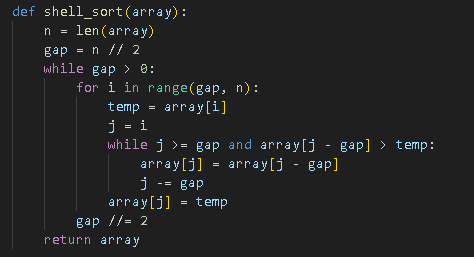 def shell_sort(array):
    n = len(array)
    gap = n // 2
    while gap > 0:
        for i in range(gap, n):
            temp = array[i]
            j = i
            while j >= gap and array[j - gap] > temp:
                array[j] = array[j - gap]
                j -= gap
            array[j] = temp
        gap //= 2
    return array